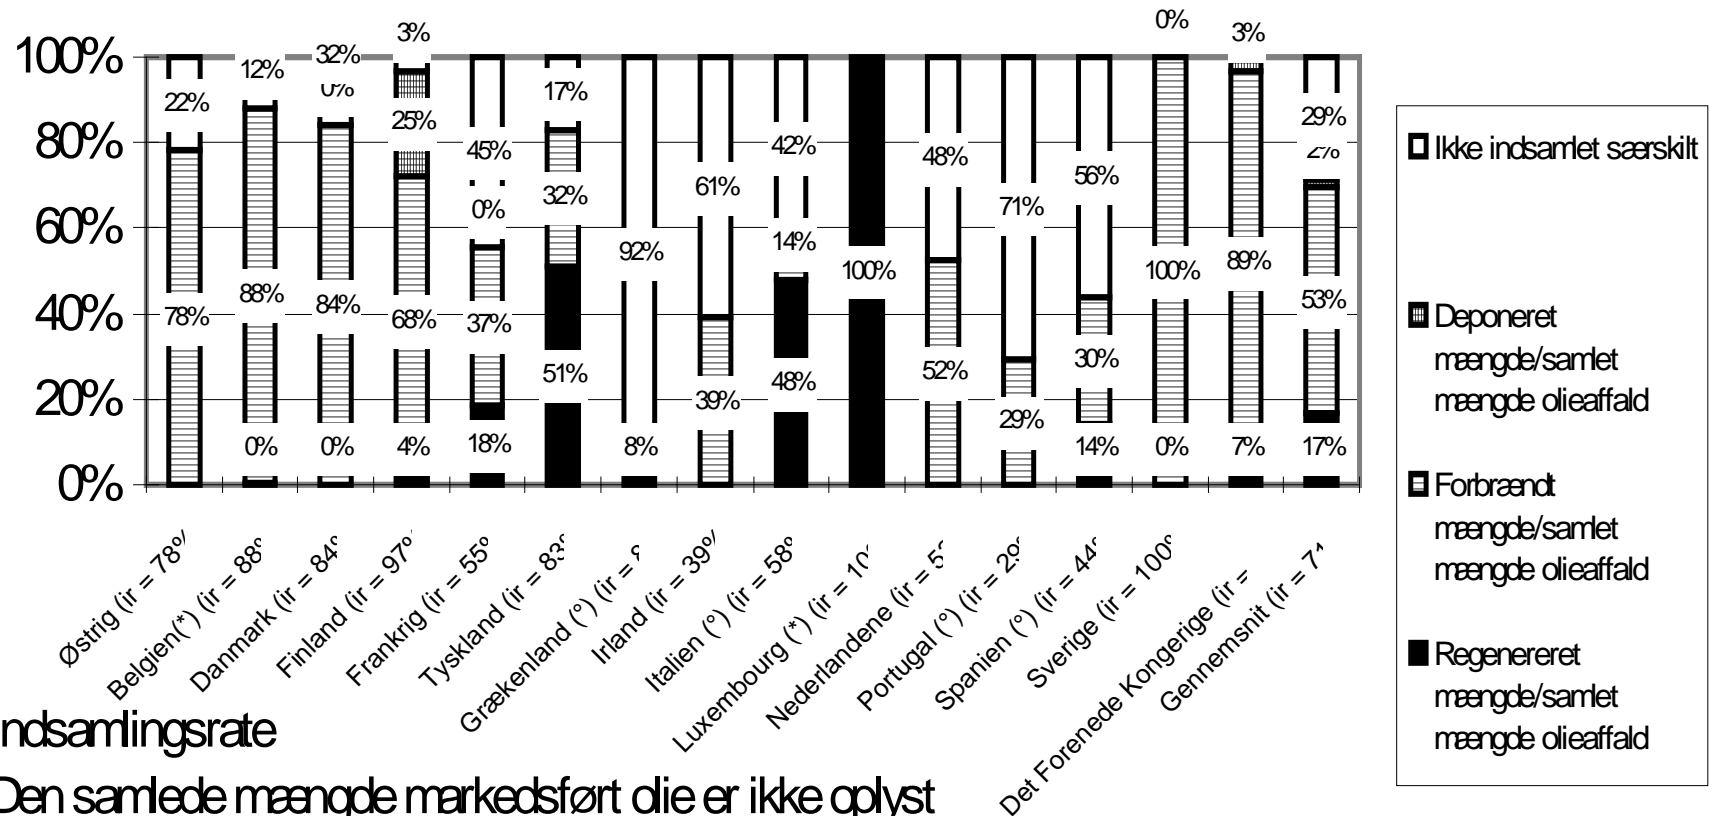 100%
80%
60%
40%
20%
0%
22%
78%
12%
88%
0%
32%
0%
84%
0%
3%
25%
68%
4%
45%
0%
37%
18%
17%
32%
51%
92%
8%
61%
39%
42%
14%
48%
100%
48%
52%
71%
29%
56%
30%
14%
0%
100%
0%
3%
89%
7%
29%
2%
53%
17%
Østrig (ir = 78%
Belgien(*) (ir = 88%
Danmark (ir = 84%
Finland (ir = 97%
Frankrig (ir = 55%
Tyskland (ir = 83%
Grækenland (°) (ir = 8
Irland (ir = 39%
Italien (°) (ir = 58%
Luxembourg (*) (ir = 10
Nederlandene (ir = 5
Portugal (°) (ir = 29%
Spanien (°) (ir = 44%
Sverige (ir = 100%
Det Forenede Kongerige (ir =
Gennemsnit (ir = 71
Ikke indsamlet særskilt
Deponeret
mængde/samlet
mængde olieaffald
Forbrændt
mængde/samlet
mængde olieaffald
Regenereret
mængde/samlet
mængde olieaffald
ndsamlingsrate
Den samlede mængde markedsført olie er ikke oplyst